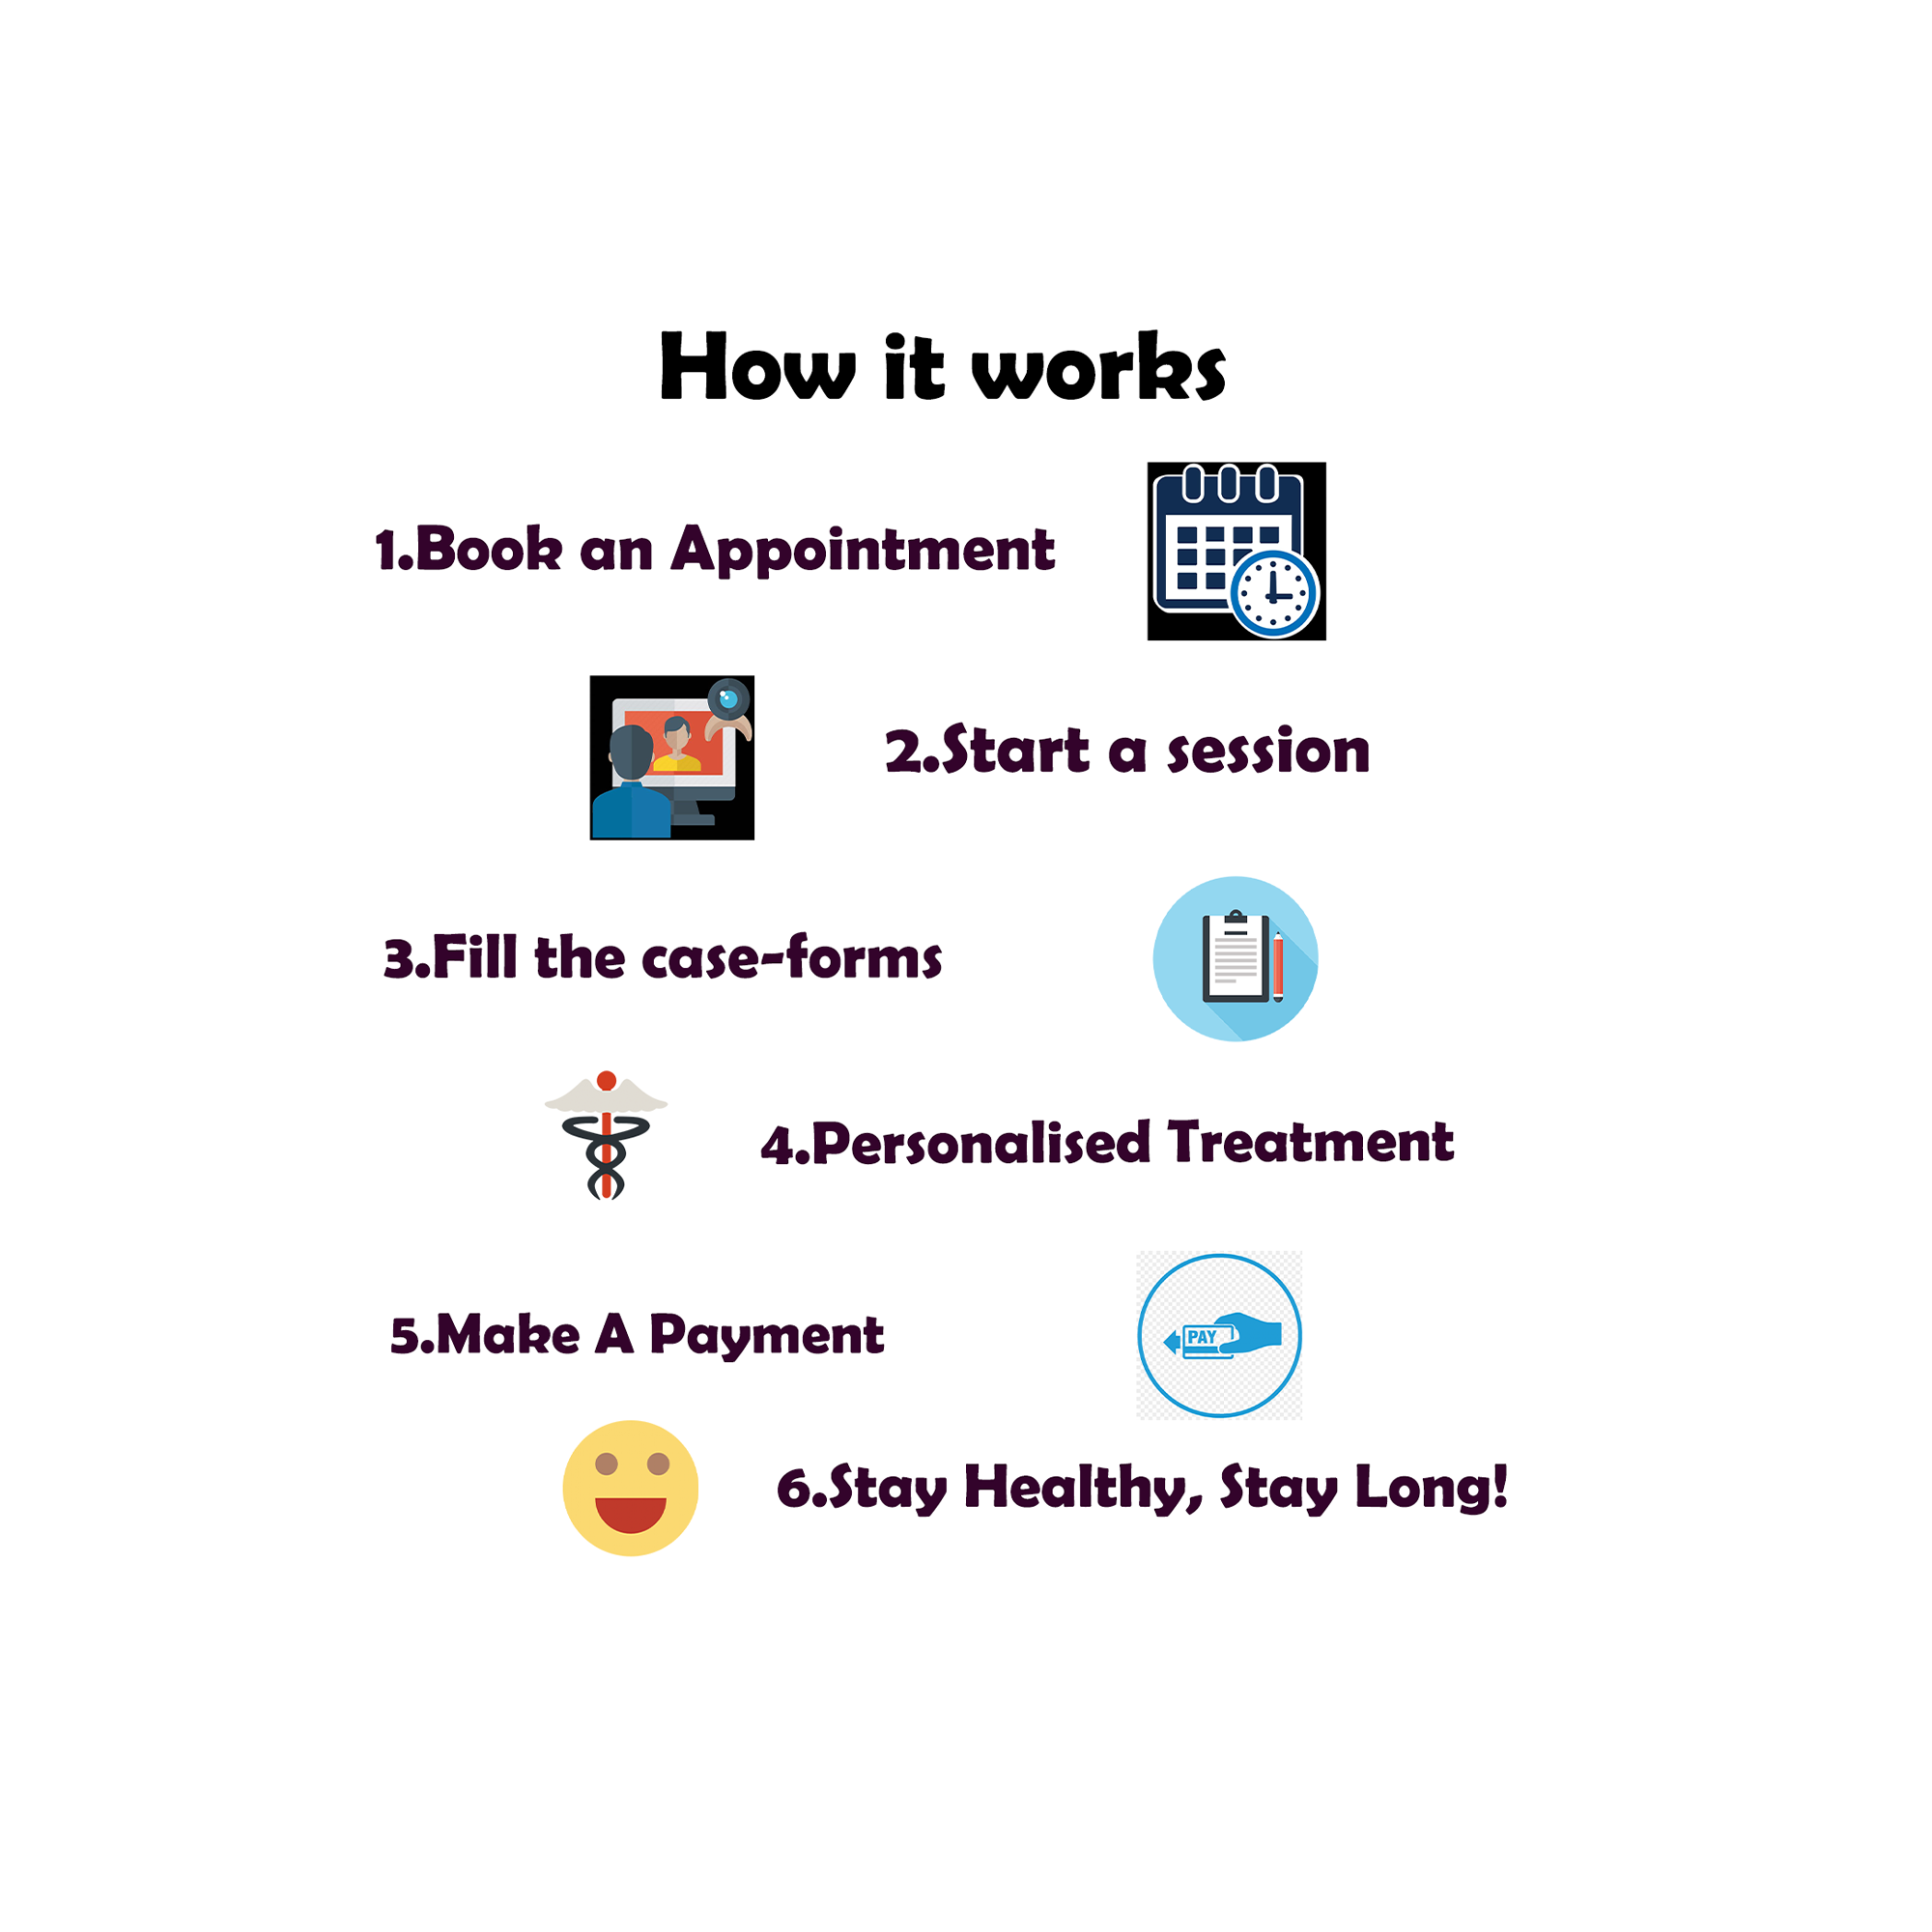 How it works
1.Book an Appointment
2.Start a session
3.Fill the case-forms
4.Personalised Treatment
5.Make A Payment
PAY
6.Stay Healthy, Stay Long!